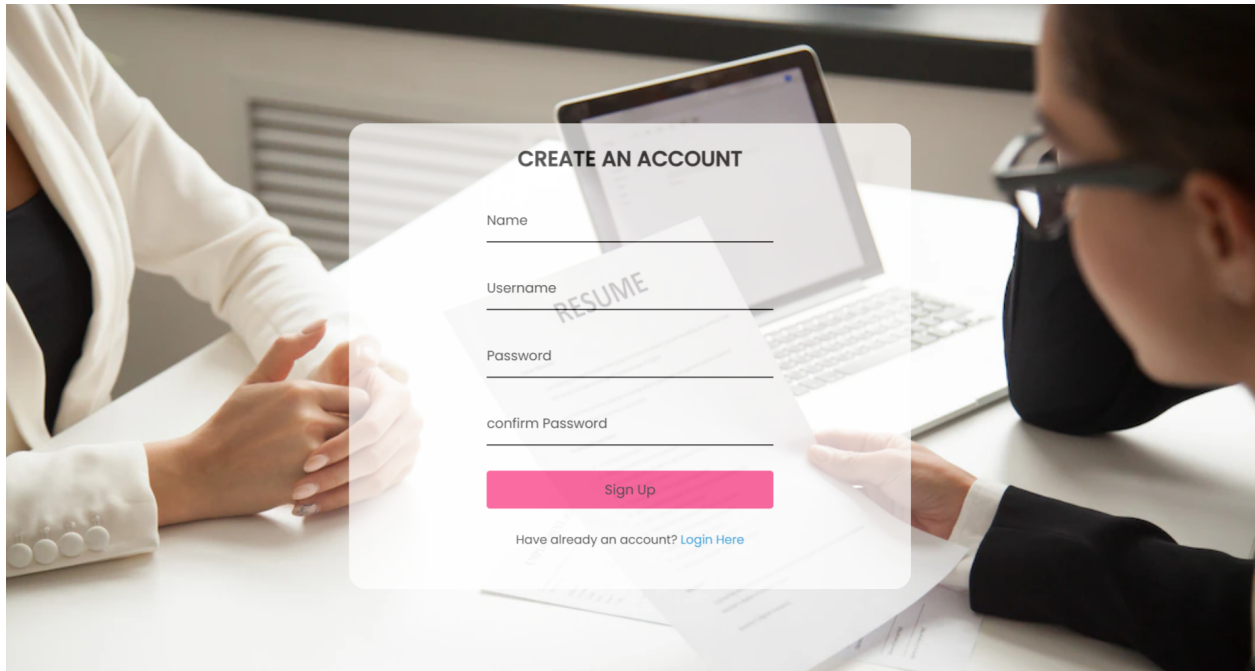 CREATE AN ACCOUNT
Name
Username
RESUME
Password
confirm Password
Sign Up
Have already an account? Login Here